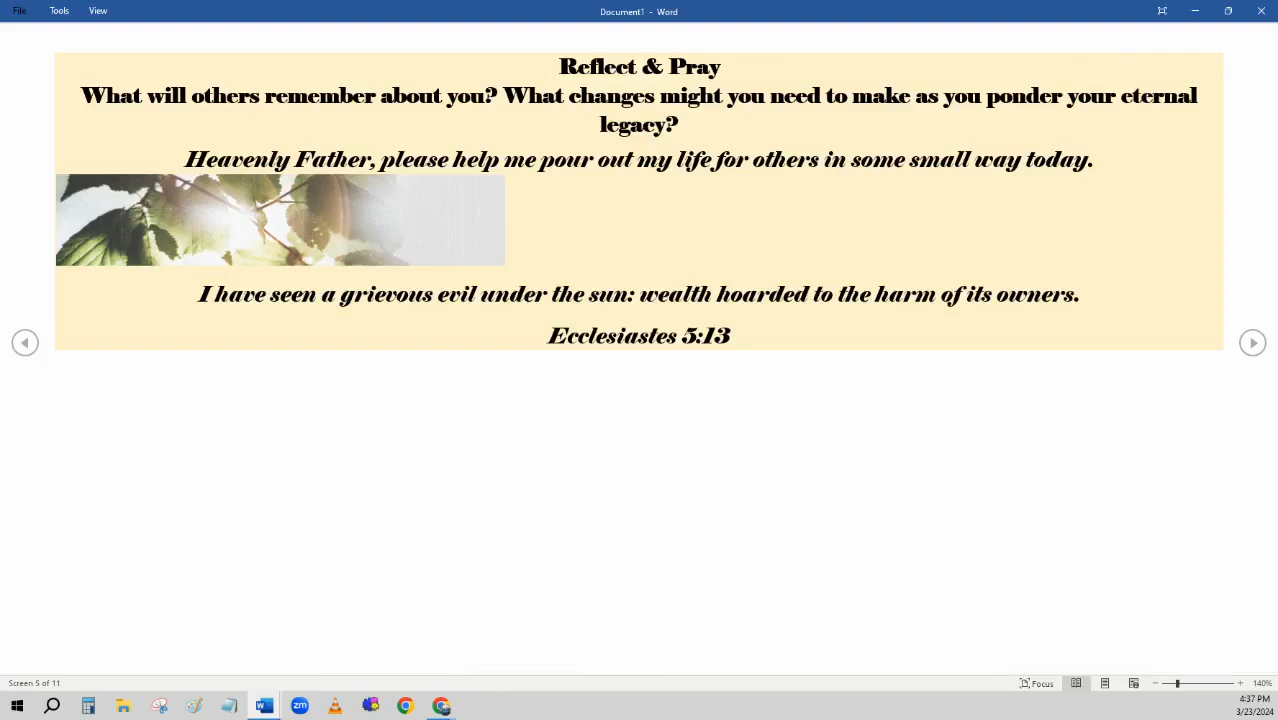 File Tools View Document1 - Word
Reflect & Pray
What will others remember about you? What changes might you need to make as you ponder your eternal
legacy?
Heavenly Father, please help me pour out my life for others in some small way today.
I have seen a grievous evil under the sun: wealth hoarded to the harm of its owners.
Ecclesiastes 5:13
Screen 5 of 11 Focus 140%
W zm
4:37 PM
3/23/2024